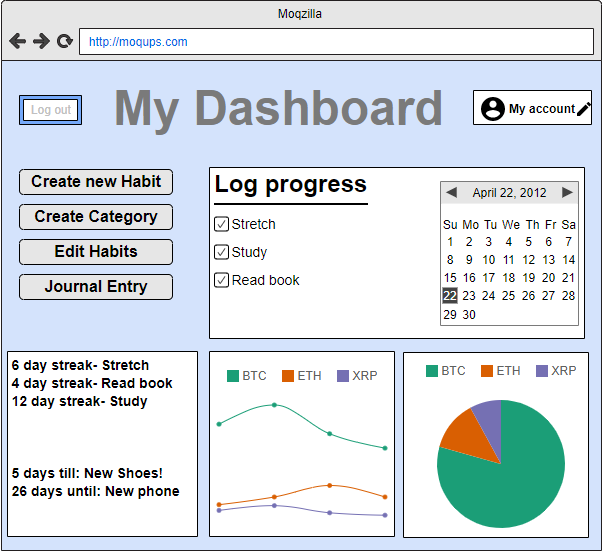 Moqzilla
http://moqups.com
Log out
My Dashboard
My account
Create new Habit
Create Category
Edit Habits
Journal Entry
Log progress
Stretch
Study
Read book
April 22, 2012
Su Mo Tu We Th Fr Sa
1 2 3 4 5 6 7
8 9 10 11 12 13 14
15 16 17 18 19 20 21
22 23 24 25 26 27 28
29 30
6 day streak- Stretch
4 day streak- Read book
12 day streak- Study
5 days till: New Shoes!
26 days until: New phone
BTC ETH XRP
BTC ETH XRP